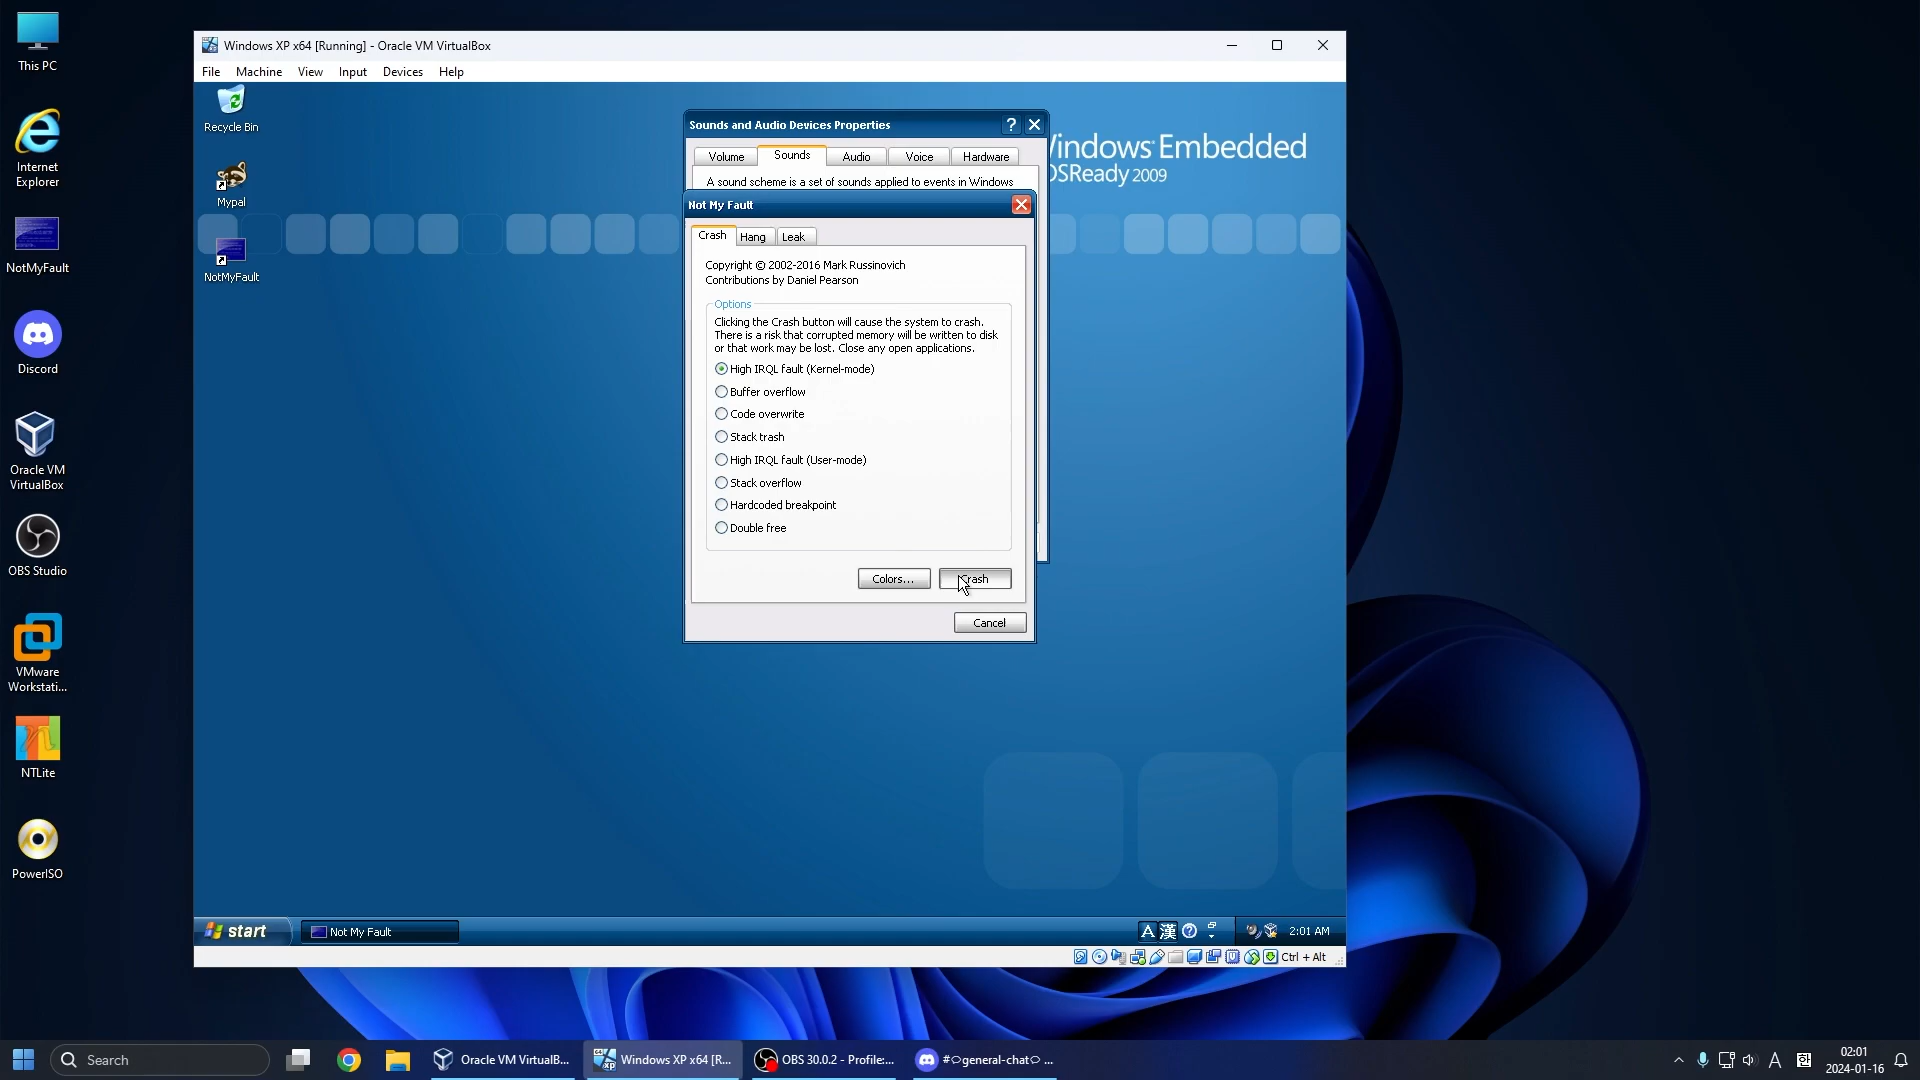 This PC
Internet
Explorer
NotMyFault
Discord
Oracle VM
VirtualBox
OBS Studio
VMware
Workstati...
NTLite
PowerISO
Windows XP x64 [Running] - Oracle VM VirtualBox
File Machine View Input Devices Help
Recycle Bin
Mypal
NotMyFault
indows Embedded
OSReady 2009
Sounds and Audio Devices Properties
Volume Sounds Audio Voice Hardware
A sound scheme is a set of sounds applied to events in Windows
Not My Fault
Crash Hang Leak
Copyright © 2002-2016 Mark Russinovich
Contributions by Daniel Pearson
Options
Clicking the Crash button will cause the system to crash.
There is a risk that corrupted memory will be written to disk
or that work may be lost. Close any open applications.
High IRQL fault (Kernel-mode)
Buffer overflow
Code overwrite
Stack trash
High IRQL fault (User-mode)
Stack overflow
Hardcoded breakpoint
Double free
Colors... Crash
Cancel
start Not My Fault A 漢 ? 2:01 AM
Ctrl + Alt
Search Oracle VM VirtualB... Windows XP x64 [R... OBS 30.0.2 - Profile:... #general-chat ... A 한 02:01
2024-01-16